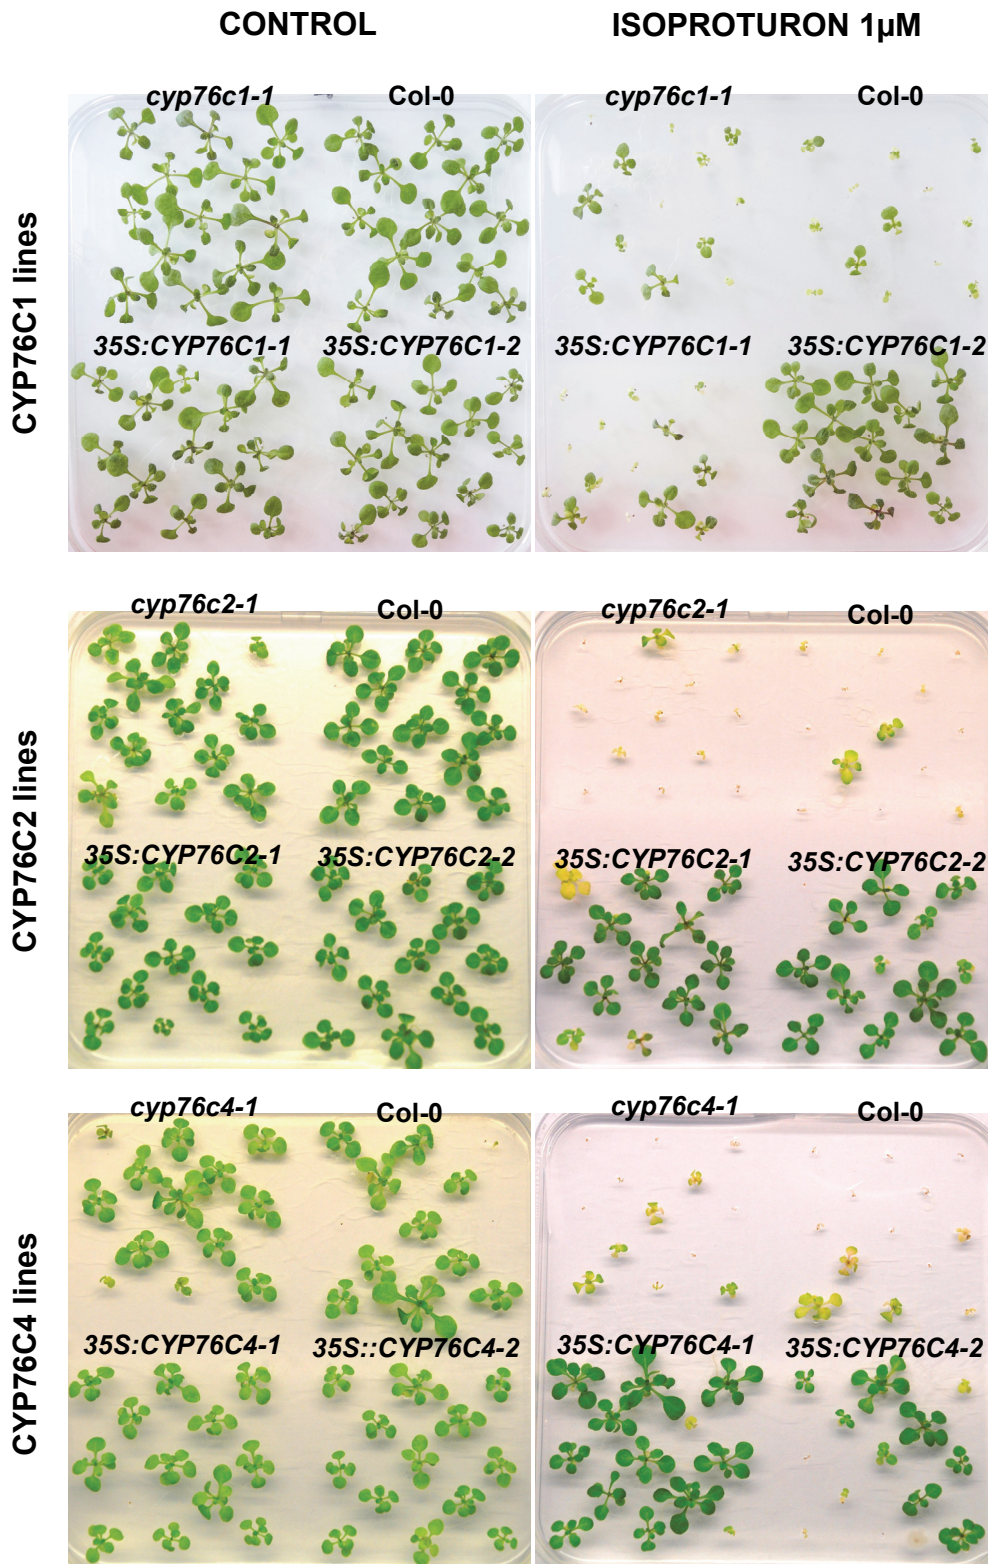 CONTROL ISOPROTURON 1µM
CYP76C1 lines
cyp76c1-1 Col-0 cyp76c1-1 Col-0
35S:CYP76C1-1 35S:CYP76C1-2 35S:CYP76C1-1 35S:CYP76C1-2
CYP76C2 lines
cyp76c2-1 Col-0 cyp76c2-1 Col-0
35S:CYP76C2-1 35S:CYP76C2-2 35S:CYP76C2-1 35S:CYP76C2-2
CYP76C4 lines
cyp76c4-1 Col-0 cyp76c4-1 Col-0
35S:CYP76C4-1 35S::CYP76C4-2 35S:CYP76C4-1 35S:CYP76C4-2